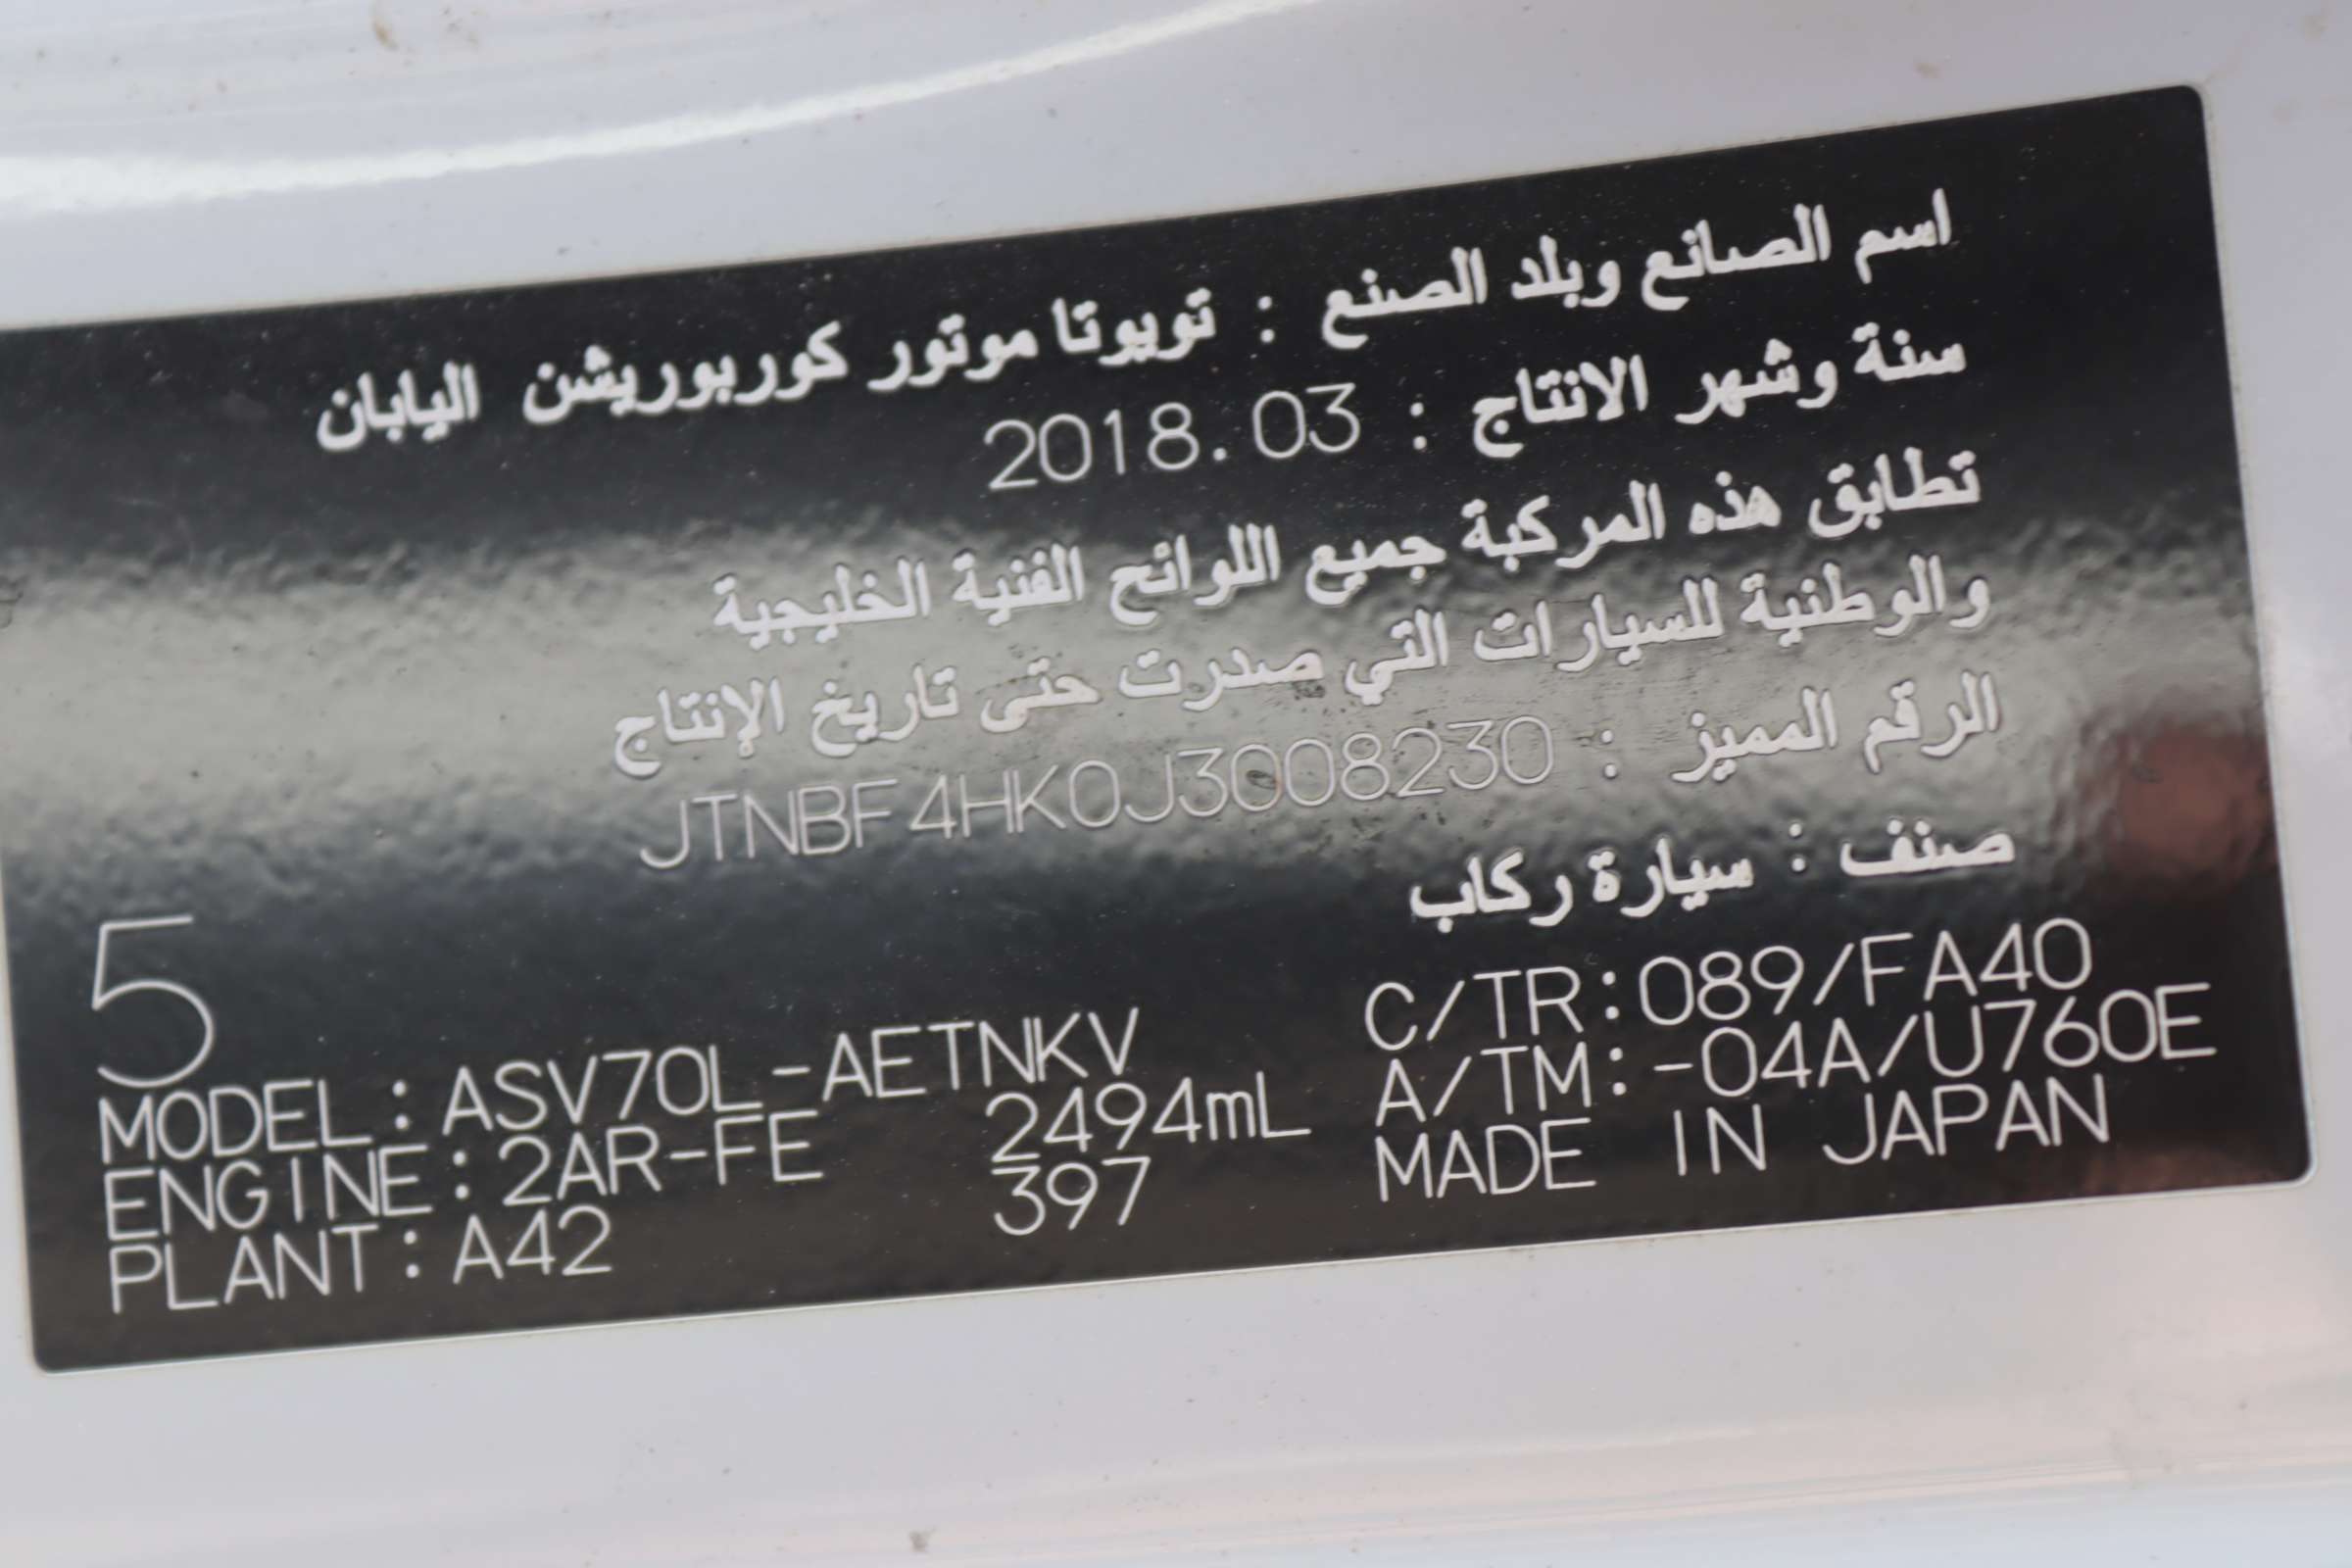 اسم الصانع وبلد الصنع : تويوتا موتور كوربوريشن اليابان
سنة وشهر الانتاج : 2018.03
تطابق هذه المركبة جميع اللوائح الفنية الخليجية
والوطنية للسيارات التي صدرت حتى تاريخ الإنتاج
الرقم المميز : JTNBF4HK0J3008230
صنف : سيارة ركاب
5
C/TR:089/FA40
MODEL:ASV70L-AETNKV A/TM:-04A/U760E
ENGINE:2AR-FE 2494mL MADE IN JAPAN
PLANT:A42 397